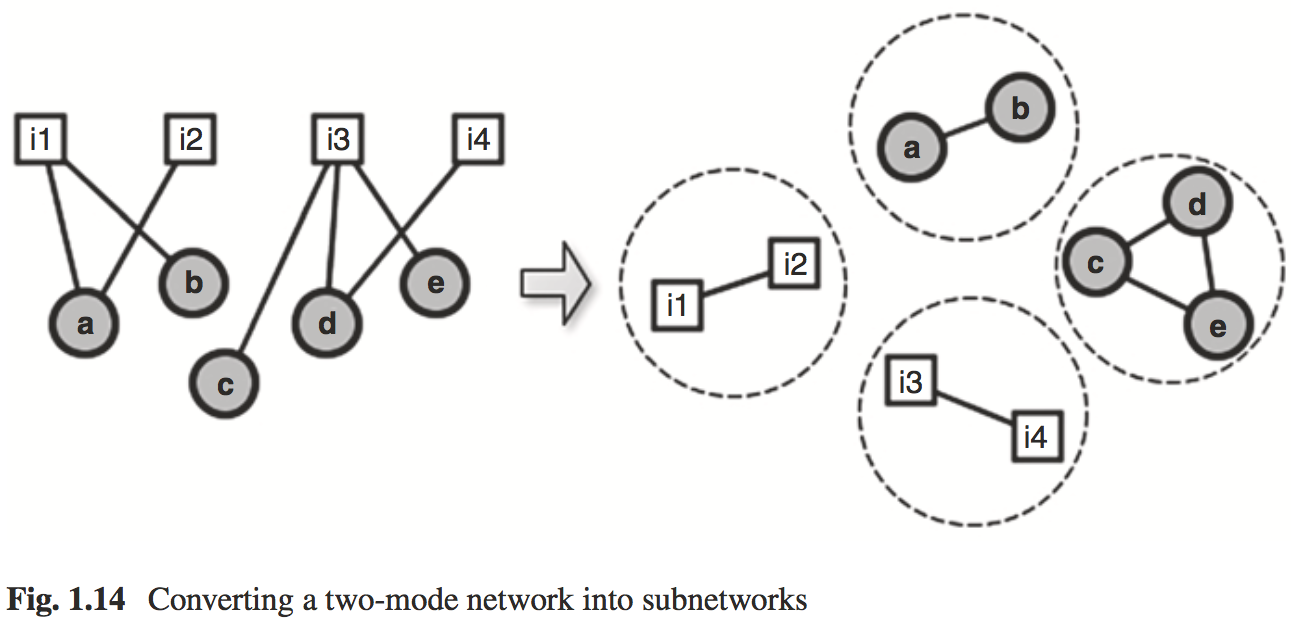 i1 i2 i3 i4
b e
a d
c
b
a
d
c
i2
e
i1
i3
i4
Fig. 1.14 Converting a two-mode network into subnetworks